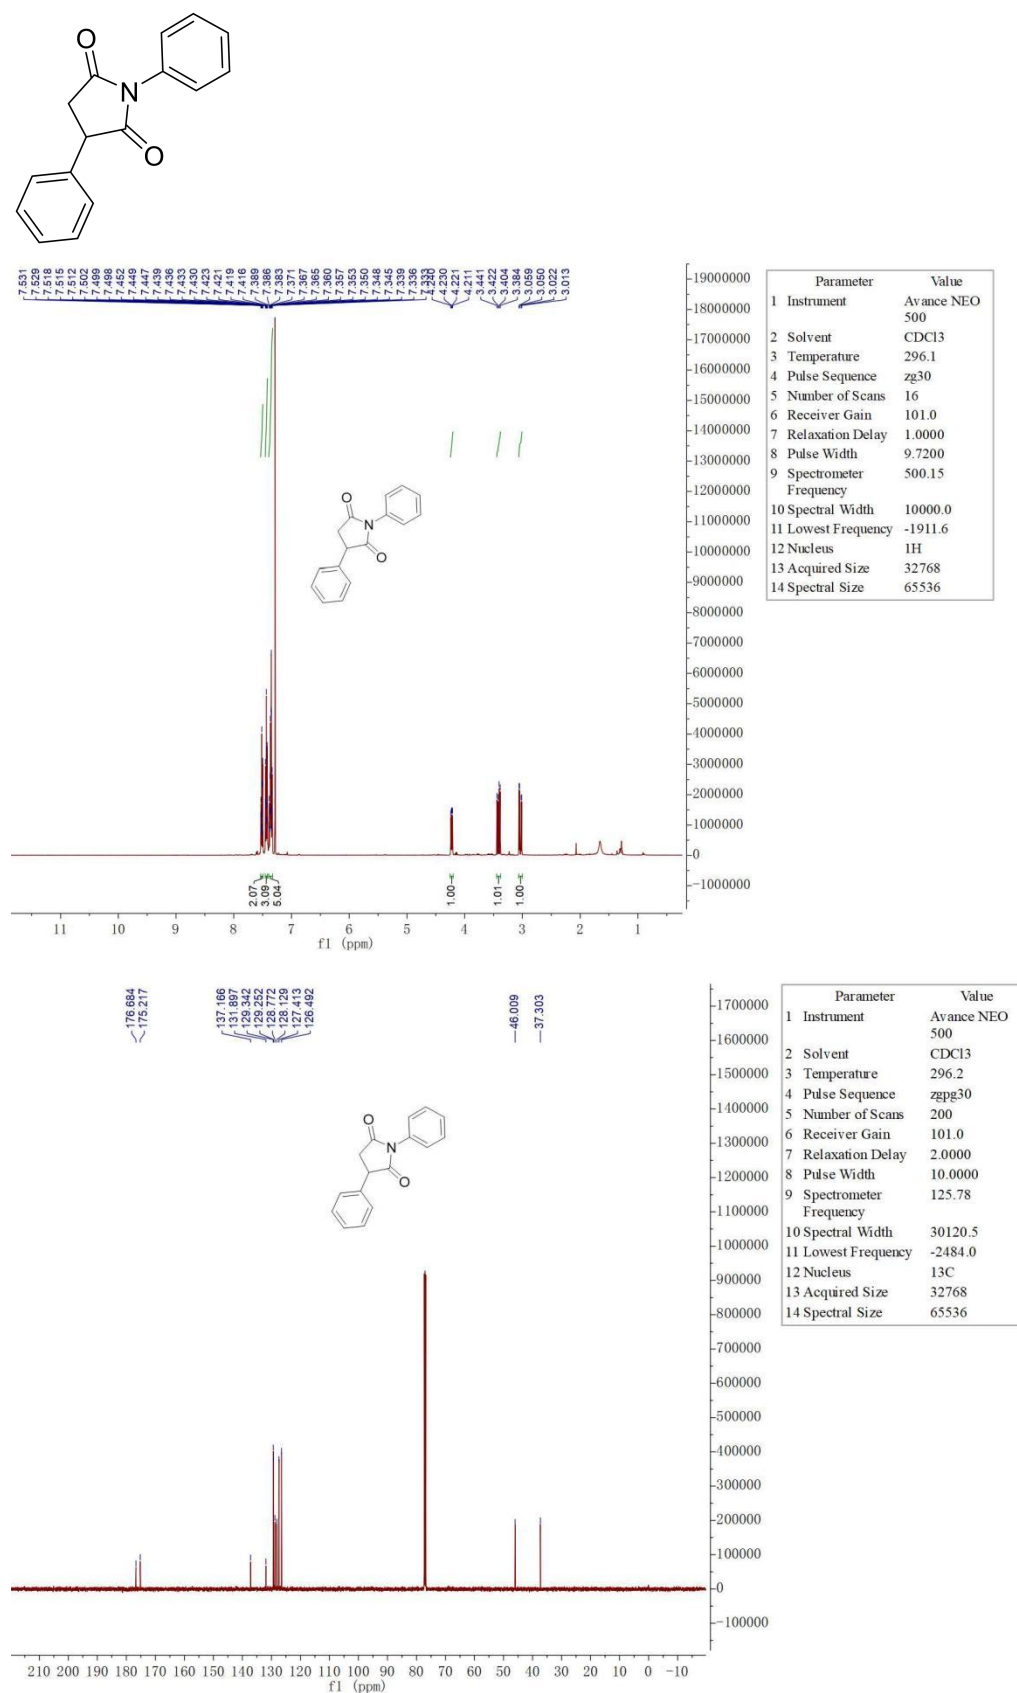 O
N
O
7.531
7.529
7.518
7.515
7.512
7.502
7.499
7.498
7.452
7.449
7.447
7.439
7.436
7.433
7.430
7.423
7.421
7.419
7.416
7.389
7.386
7.383
7.371
7.367
7.365
7.360
7.357
7.353
7.350
7.348
7.345
7.339
7.336
7.333
4.240
4.230
4.221
4.211
3.441
3.422
3.404
3.384
3.059
3.050
3.022
3.013
19000000
18000000
17000000
16000000
15000000
14000000
13000000
12000000
11000000
10000000
9000000
8000000
7000000
6000000
5000000
4000000
3000000
2000000
1000000
0
-1000000
O
N
O
2.07
3.09
5.04
1.00
1.01
1.00
11 10 9 8 7 6 5 4 3 2 1
f1 (ppm)
Parameter Value
1 Instrument Avance NEO
500
2 Solvent CDCl3
3 Temperature 296.1
4 Pulse Sequence zg30
5 Number of Scans 16
6 Receiver Gain 101.0
7 Relaxation Delay 1.0000
8 Pulse Width 9.7200
9 Spectrometer 500.15
Frequency
10 Spectral Width 10000.0
11 Lowest Frequency -1911.6
12 Nucleus 1H
13 Acquired Size 32768
14 Spectral Size 65536
176.684
175.217
137.166
131.897
129.342
129.252
128.772
128.129
127.413
126.492
46.009
37.303
1700000
1600000
1500000
1400000
1300000
1200000
1100000
1000000
900000
800000
700000
600000
500000
400000
300000
200000
100000
0
-100000
O
N
O
210 200 190 180 170 160 150 140 130 120 110 100 90 80 70 60 50 40 30 20 10 0 -10
f1 (ppm)
Parameter Value
1 Instrument Avance NEO
500
2 Solvent CDCl3
3 Temperature 296.2
4 Pulse Sequence zgpg30
5 Number of Scans 200
6 Receiver Gain 101.0
7 Relaxation Delay 2.0000
8 Pulse Width 10.0000
9 Spectrometer 125.78
Frequency
10 Spectral Width 30120.5
11 Lowest Frequency -2484.0
12 Nucleus 13C
13 Acquired Size 32768
14 Spectral Size 65536